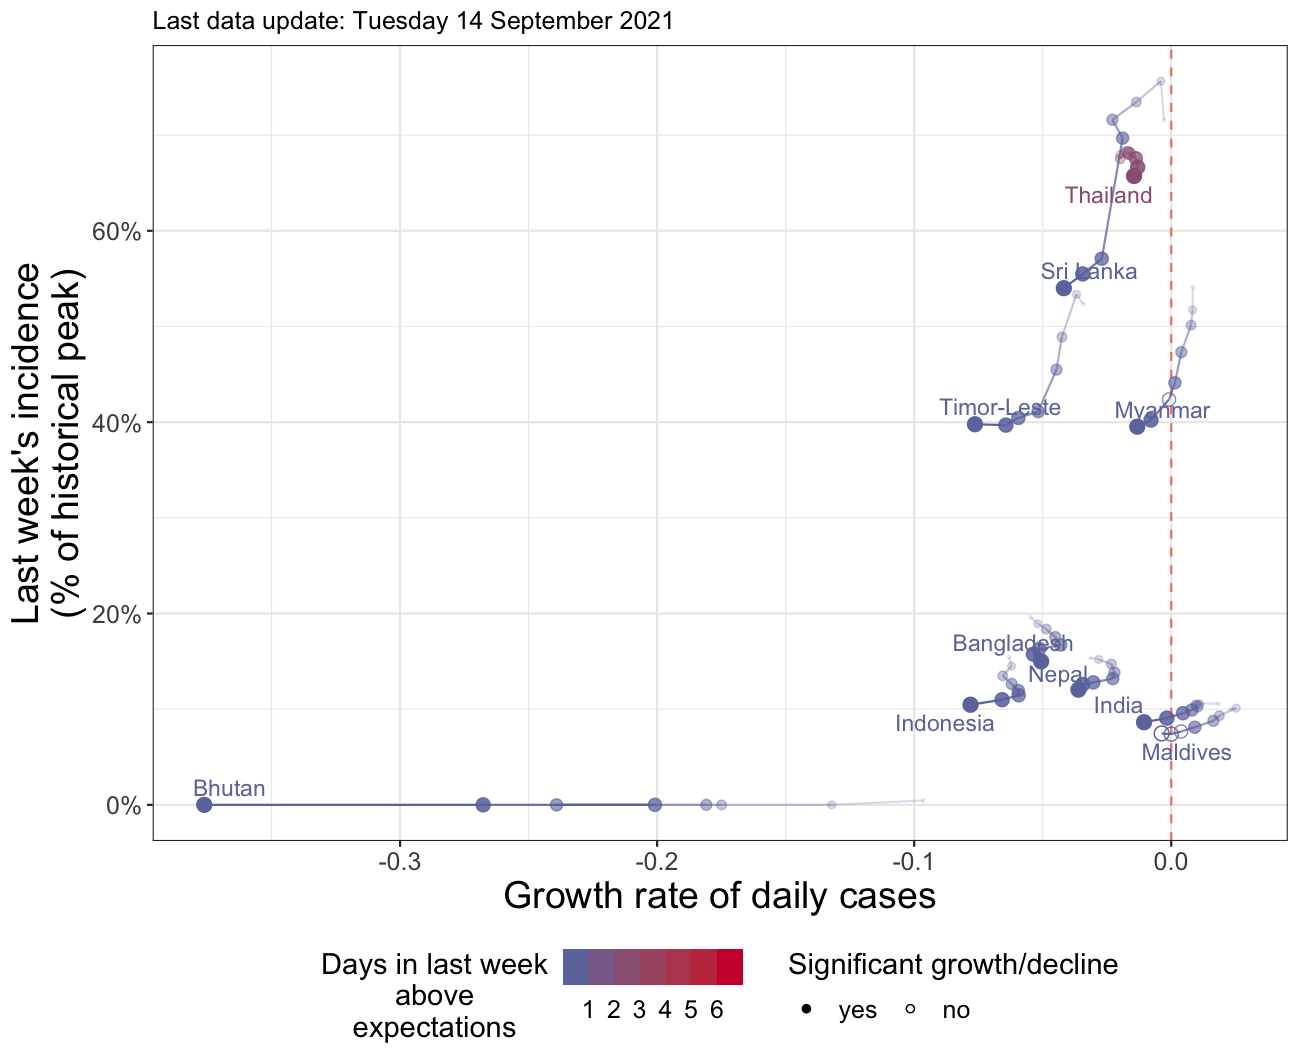 Last data update: Tuesday 14 September 2021
Last week's incidence
(% of historical peak)
60%
40%
20%
0%
Thailand
Sri Lanka
Timor-Leste
Myanmar
Bangladesh
Nepal
India
Indonesia
Maldives
Bhutan
-0.3
-0.2
-0.1
0.0
Growth rate of daily cases
Days in last week
above
expectations
1 2 3 4 5 6
Significant growth/decline
yes
no